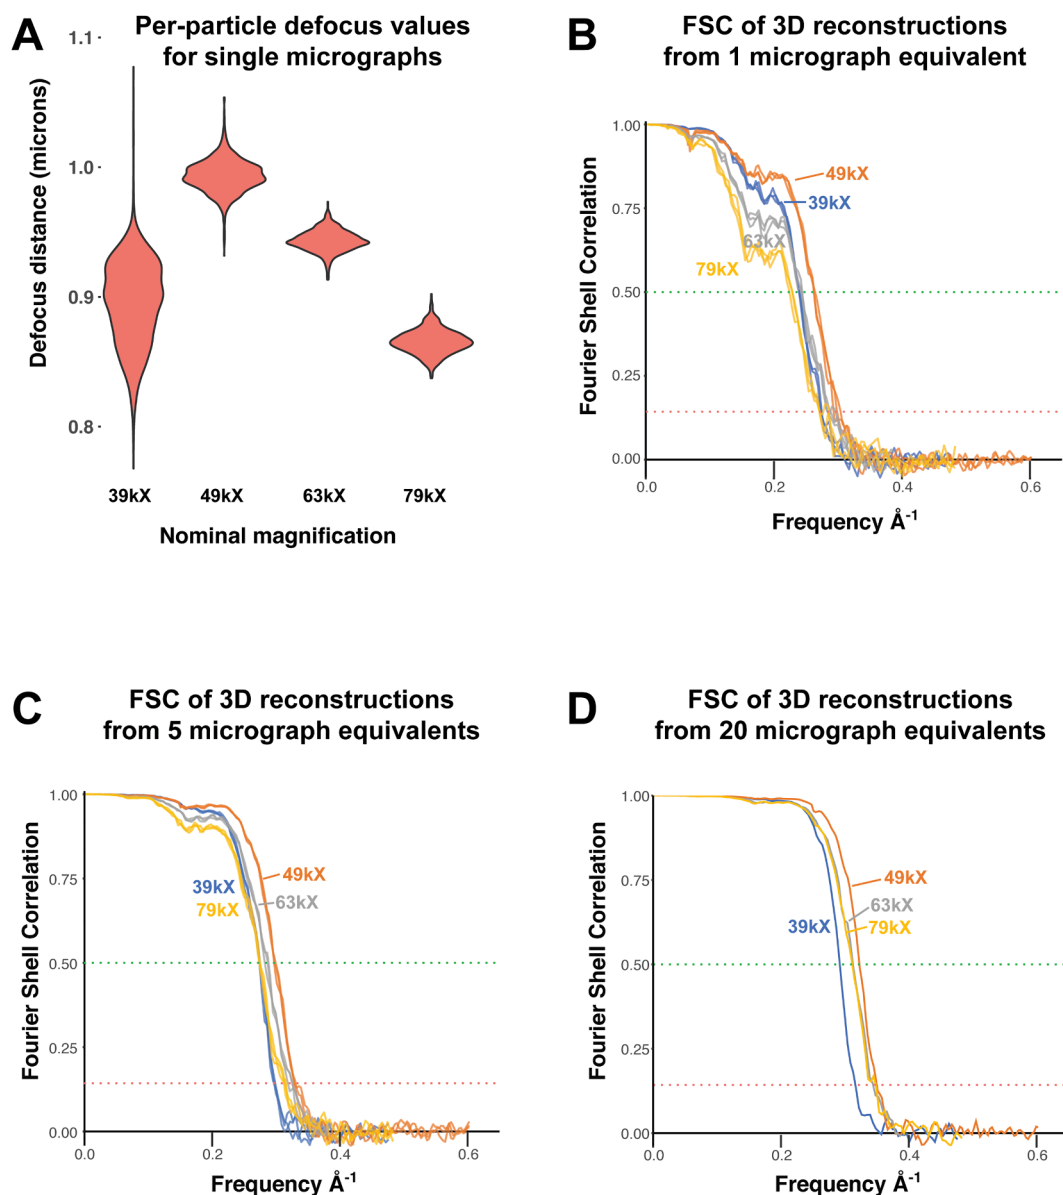 A
Per-particle defocus values
for single micrographs
Defocus distance (microns)
1.1
1.0
0.9
0.8
39kX 49kX 63kX 79kX
Nominal magnification
B
FSC of 3D reconstructions
from 1 micrograph equivalent
Fourier Shell Correlation
1.00
0.75
0.50
0.25
0.00
49kX
39kX
63kX
79kX
0.0 0.2 0.4 0.6
Frequency Å-1
C
FSC of 3D reconstructions
from 5 micrograph equivalents
Fourier Shell Correlation
1.00
0.75
0.50
0.25
0.00
49kX
39kX
63kX
79kX
0.0 0.2 0.4 0.6
Frequency Å-1
D
FSC of 3D reconstructions
from 20 micrograph equivalents
Fourier Shell Correlation
1.00
0.75
0.50
0.25
0.00
49kX
63kX
39kX
79kX
0.0 0.2 0.4 0.6
Frequency Å-1